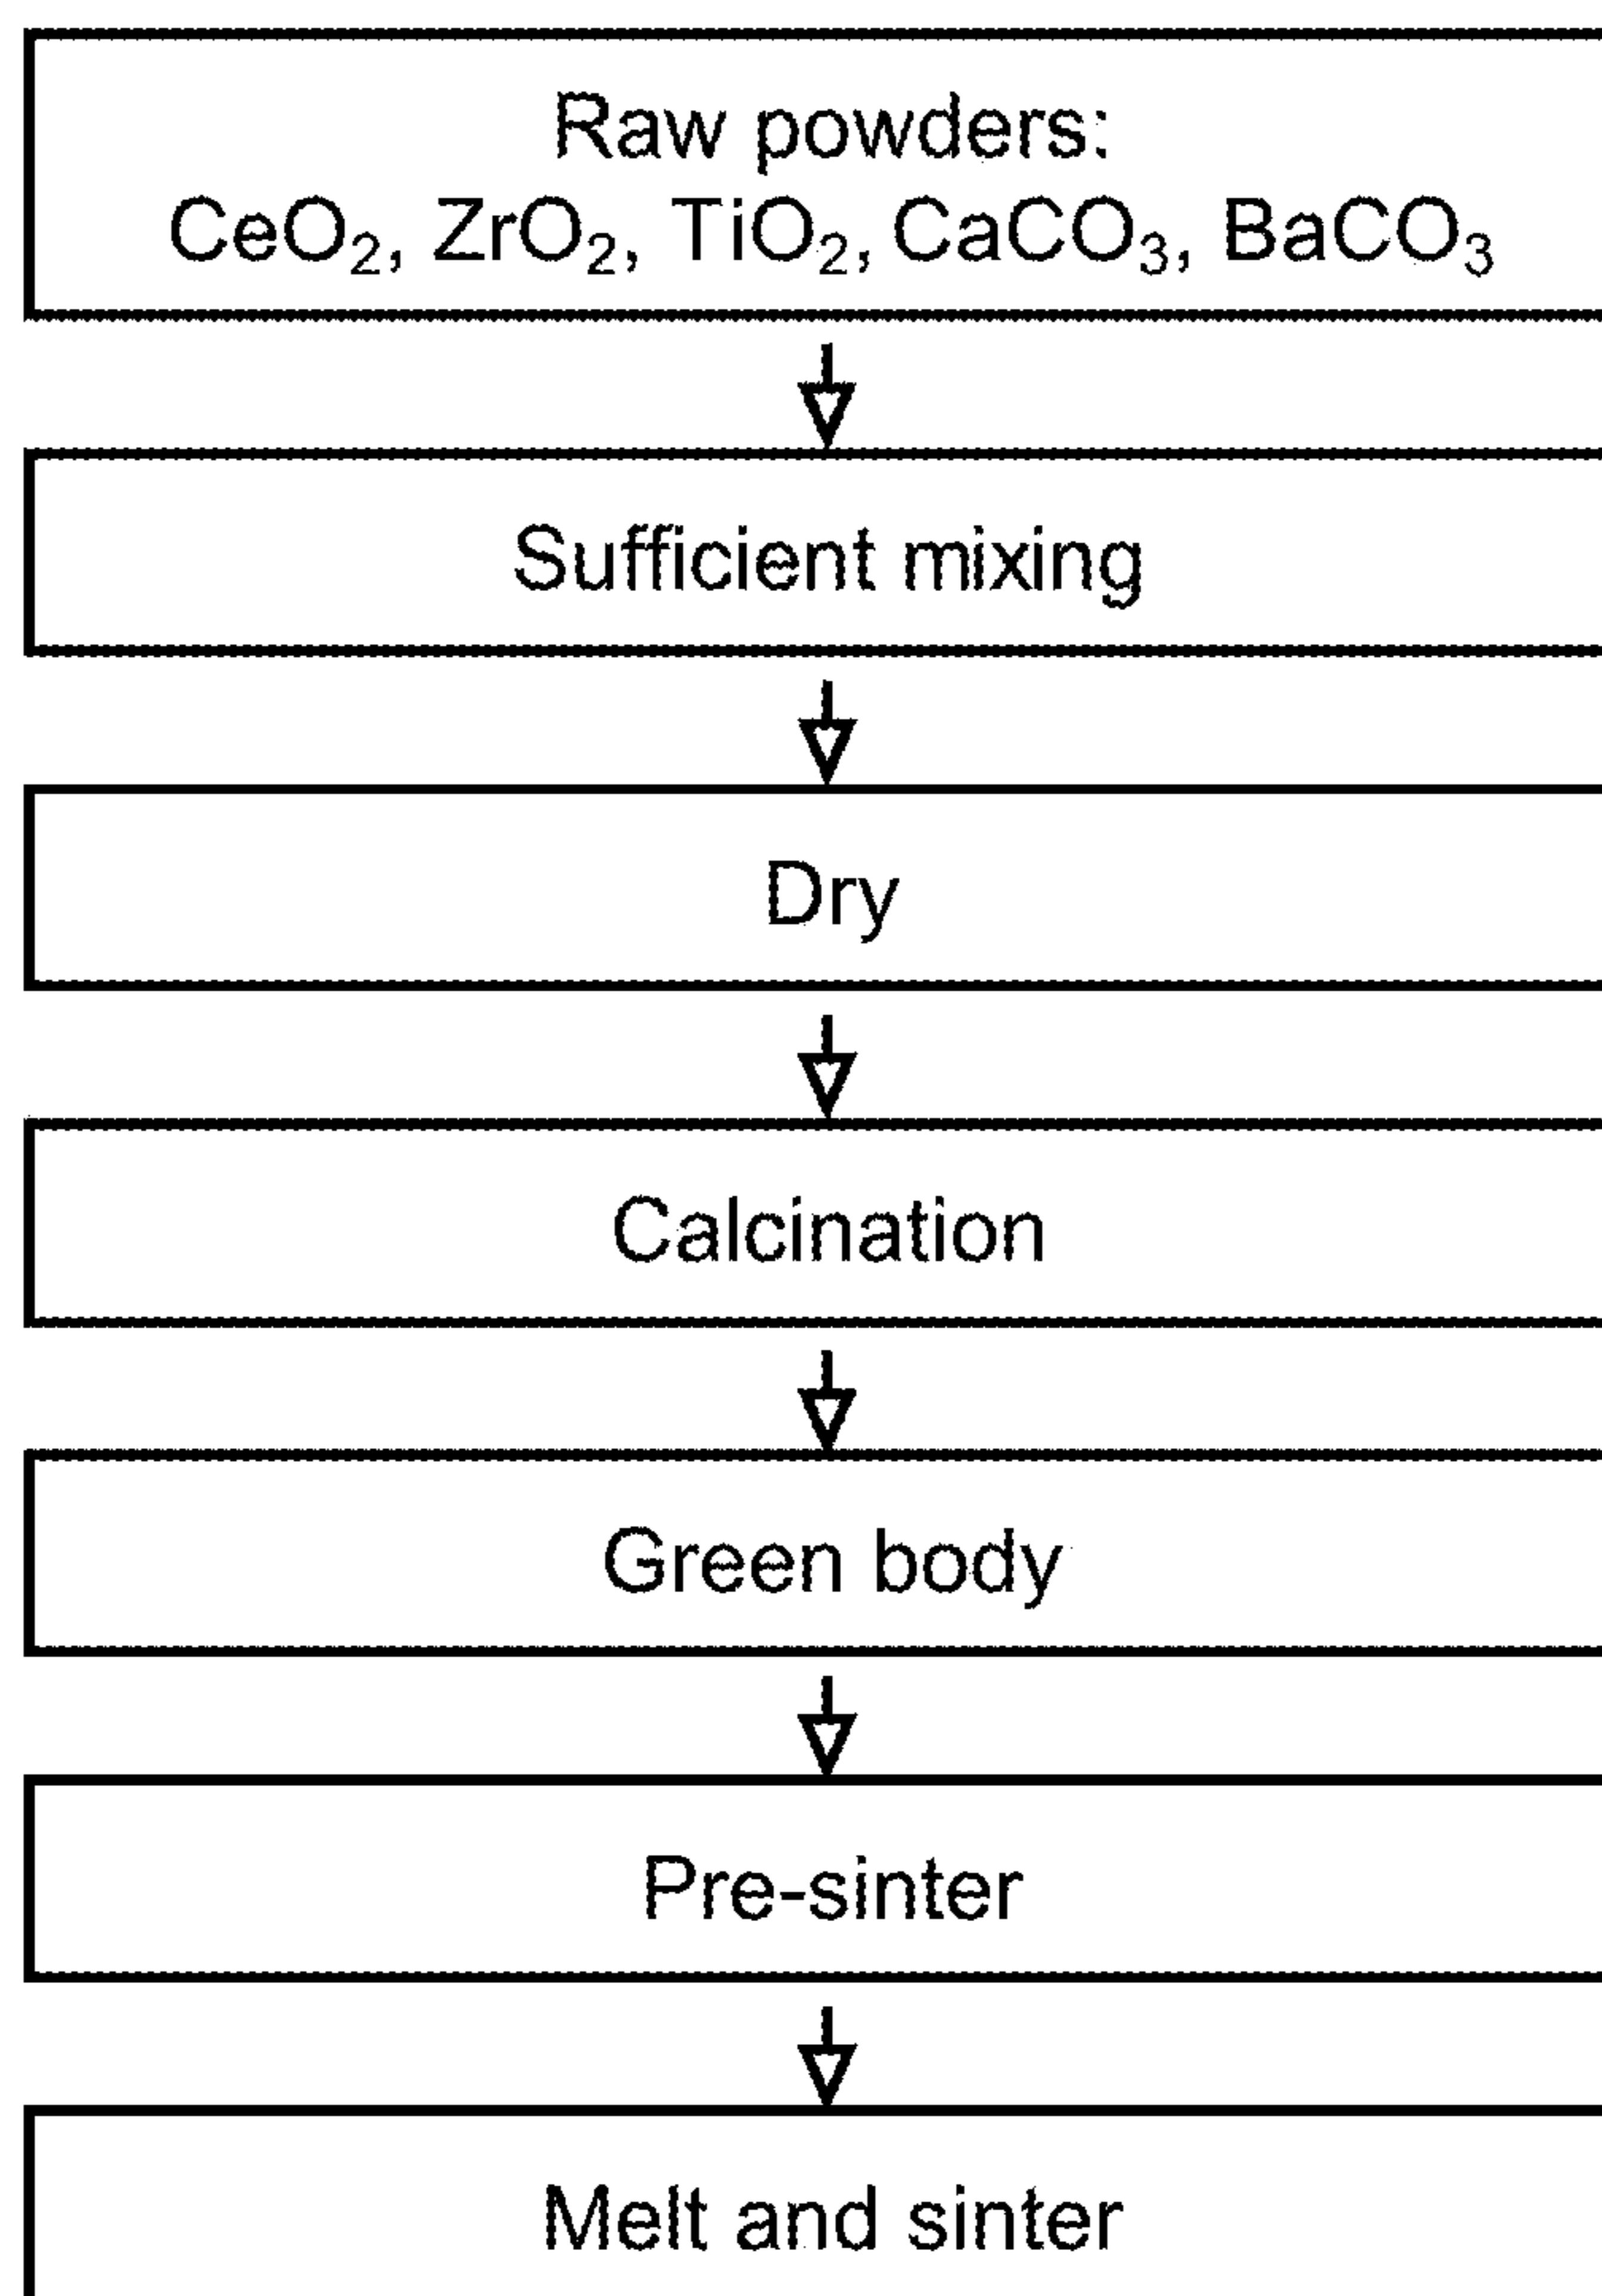 Raw powders:
CeO₂, ZrO₂, TiO₂, CaCO₃, BaCO₃
Sufficient mixing
Dry
Calcination
Green body
Pre-sinter
Melt and sinter